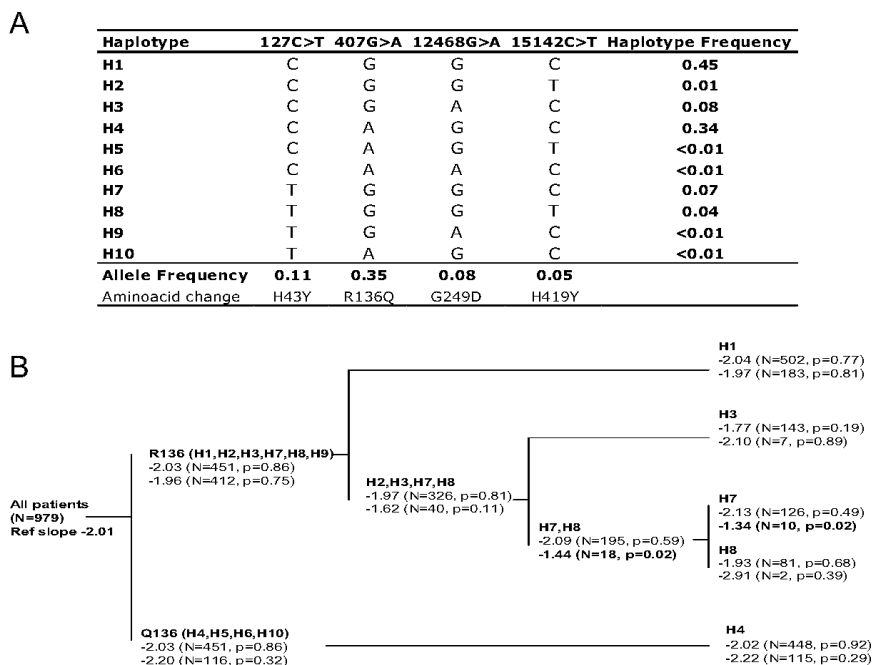 A
Haplotype 127C>T 407G>A 12468G>A 15142C>T Haplotype Frequency
H1 C G G C 0.45
H2 C G G T 0.01
H3 C G A C 0.08
H4 C A G C 0.34
H5 C A G T <0.01
H6 C A A C <0.01
H7 T G G C 0.07
H8 T G G T 0.04
H9 T G A C <0.01
H10 T A G C <0.01
Allele Frequency 0.11 0.35 0.08 0.05
Aminoacid change H43Y R136Q G249D H419Y
B
H1
-2.04 (N=502, p=0.77)
-1.97 (N=183, p=0.81)
H3
-1.77 (N=143, p=0.19)
-2.10 (N=7, p=0.89)
R136 (H1,H2,H3,H7,H8,H9)
-2.03 (N=451, p=0.86)
-1.96 (N=412, p=0.75)
H2,H3,H7,H8
-1.97 (N=326, p=0.81)
-1.62 (N=40, p=0.11)
All patients
(N=979)
Ref slope -2.01
H7,H8
-2.09 (N=195, p=0.59)
-1.44 (N=18, p=0.02)
H7
-2.13 (N=126, p=0.49)
-1.34 (N=10, p=0.02)
H8
-1.93 (N=81, p=0.68)
-2.91 (N=2, p=0.39)
Q136 (H4,H5,H6,H10)
-2.03 (N=451, p=0.86)
-2.20 (N=116, p=0.32)
H4
-2.02 (N=448, p=0.92)
-2.22 (N=115, p=0.29)